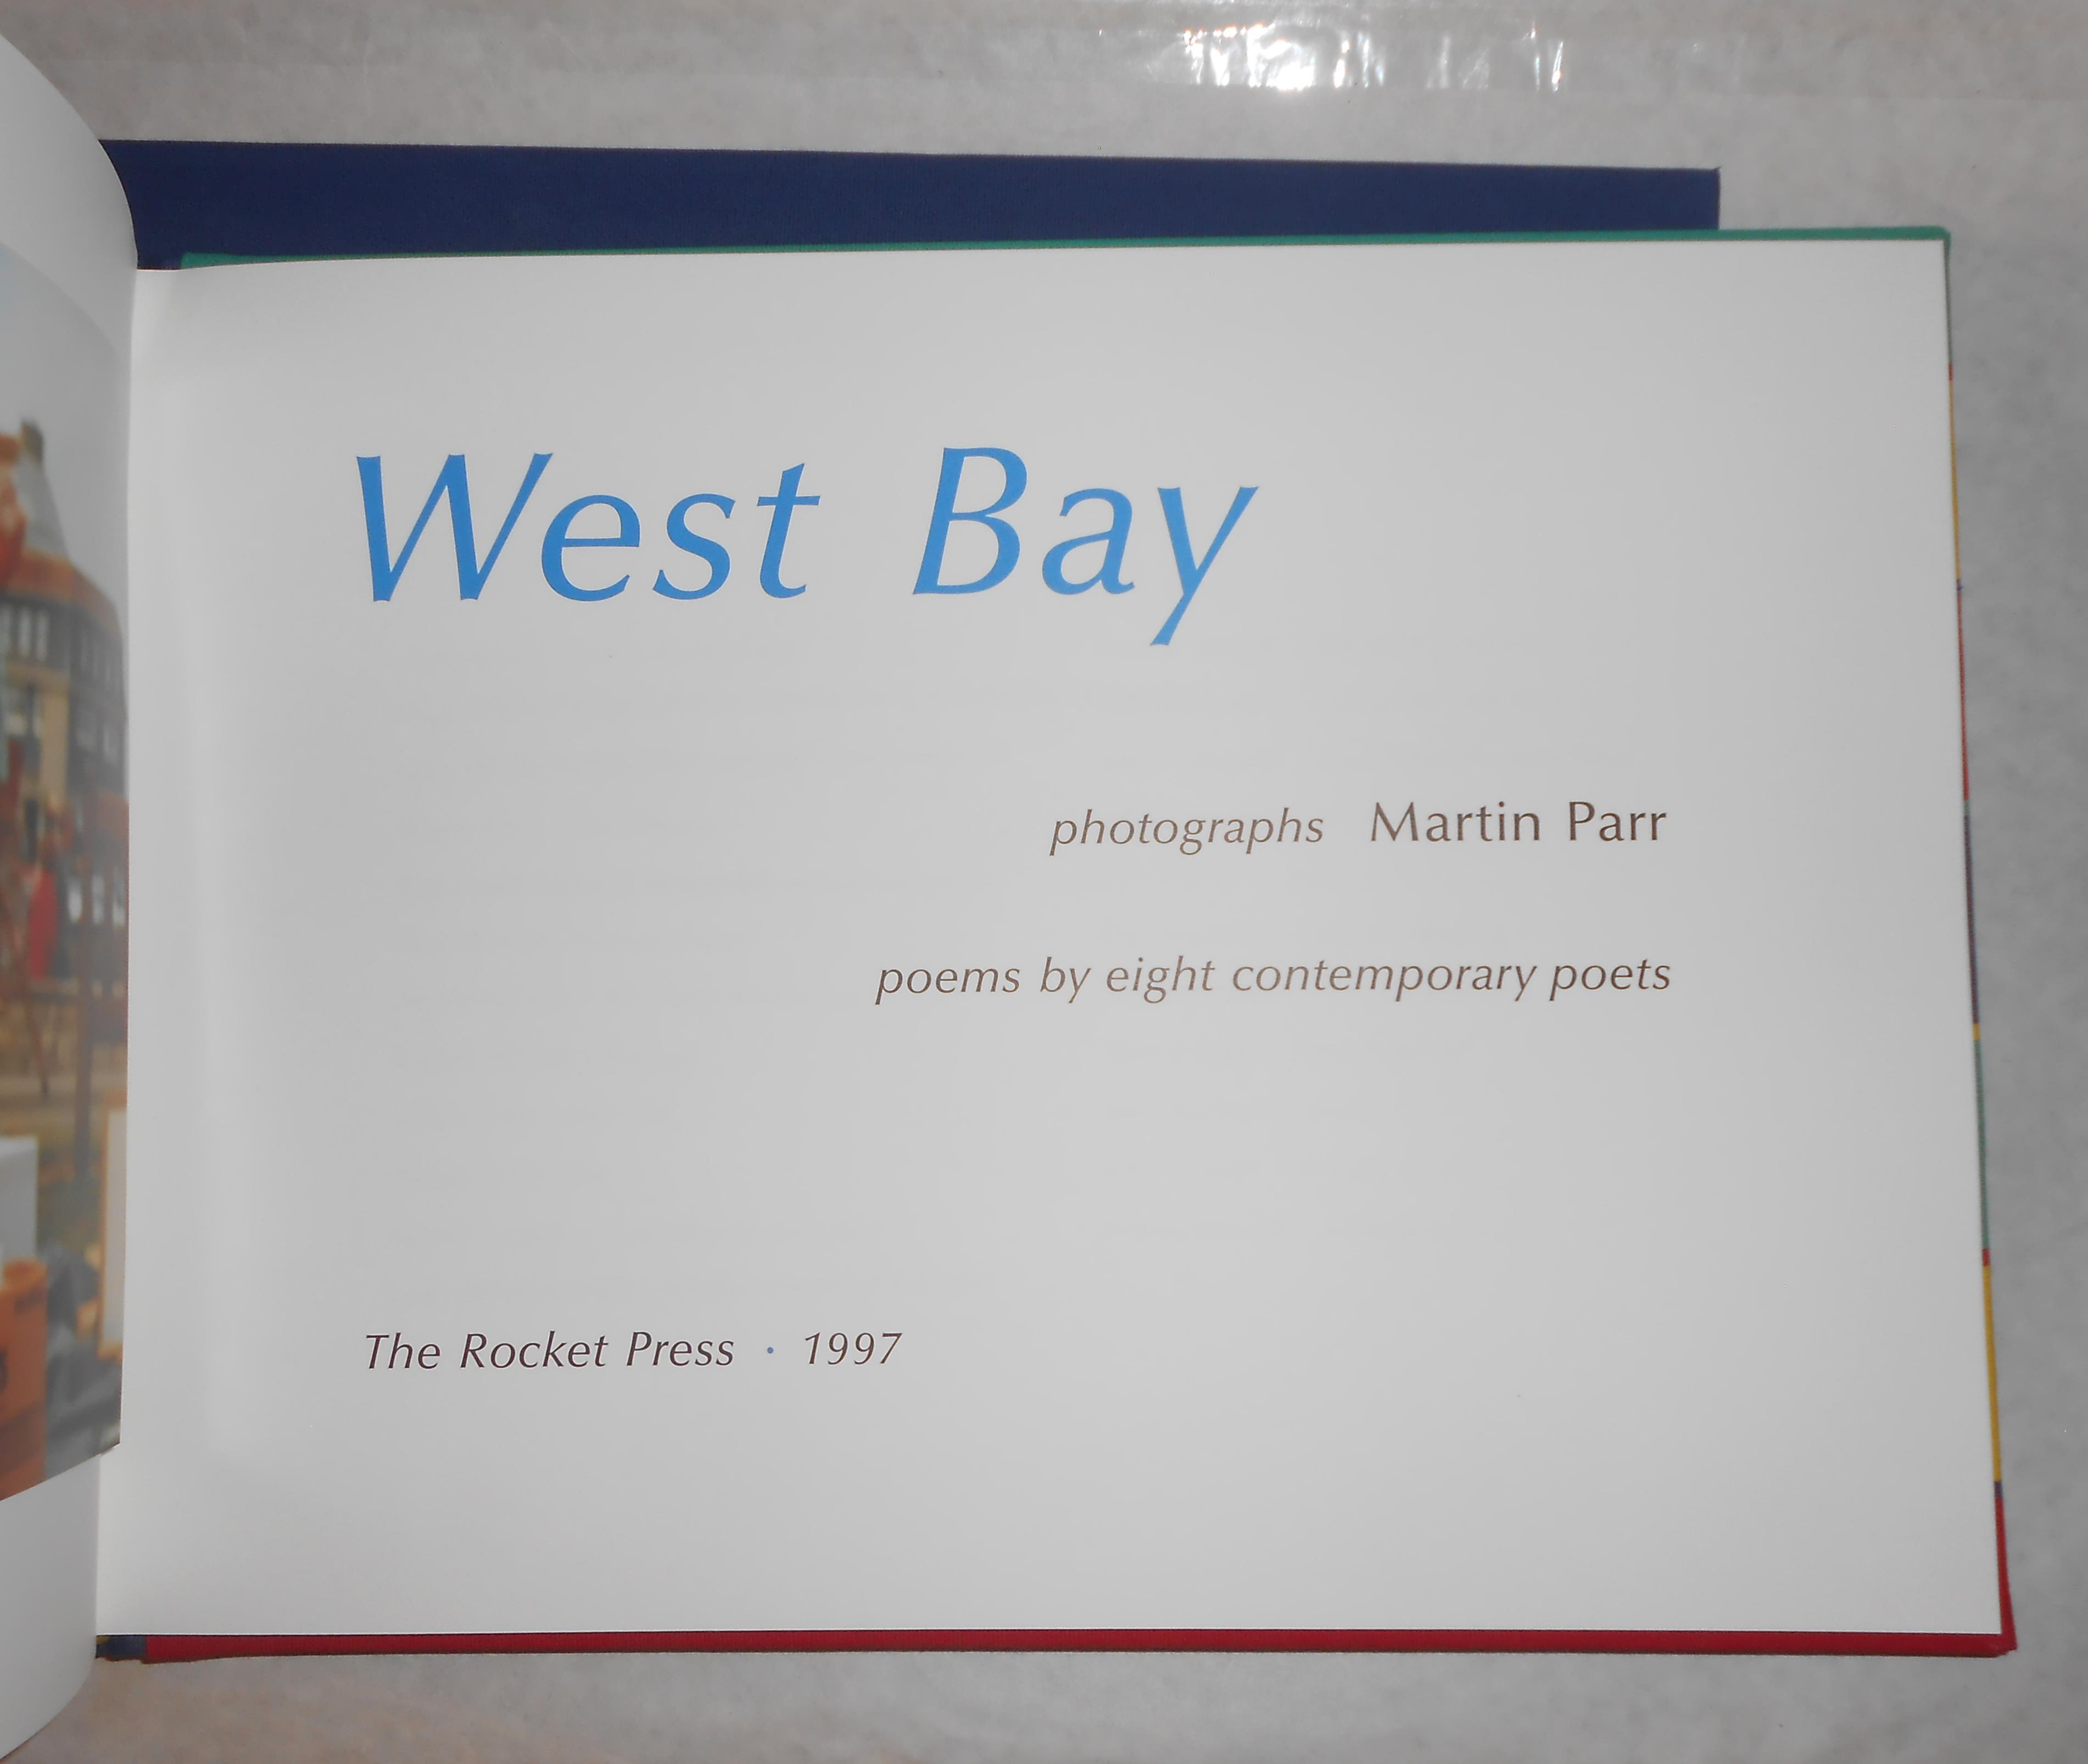 West Bay
photographs Martin Parr
poems by eight contemporary poets
The Rocket Press · 1997